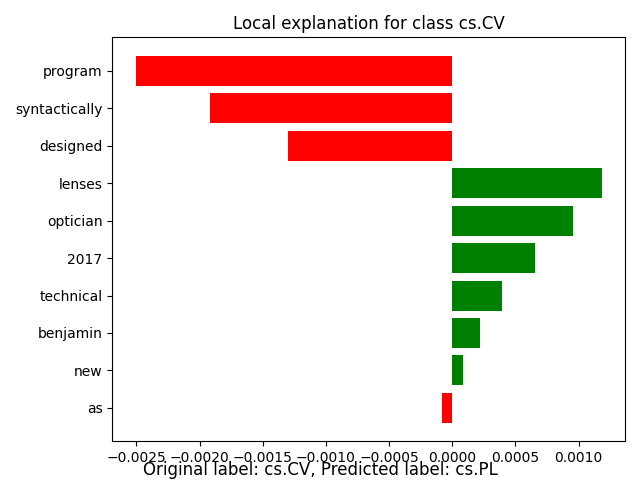 Local explanation for class cs.CV
program
syntactically
designed
lenses
optician
2017
technical
benjamin
new
as
−0.0025 −0.0020 −0.0015 −0.0010 −0.0005 0.0000 0.0005 0.0010
Original label: cs.CV, Predicted label: cs.PL